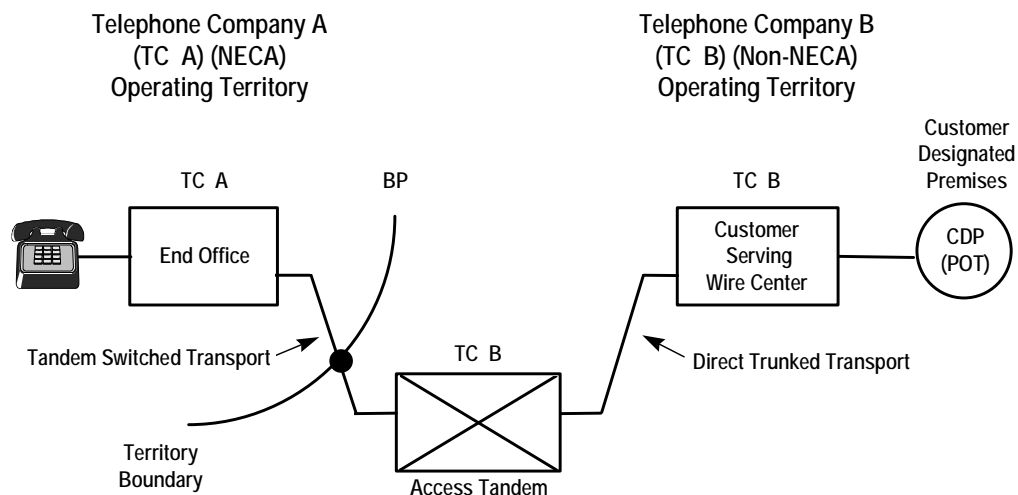 Telephone Company A
(TC A) (NECA)
Operating Territory
Telephone Company B
(TC B) (Non-NECA)
Operating Territory
Customer
Designated
Premises
TC A
BP
TC B
End Office
Customer
Serving
Wire Center
CDP
(POT)
Tandem Switched Transport
TC B
Direct Trunked Transport
Territory
Boundary
Access Tandem